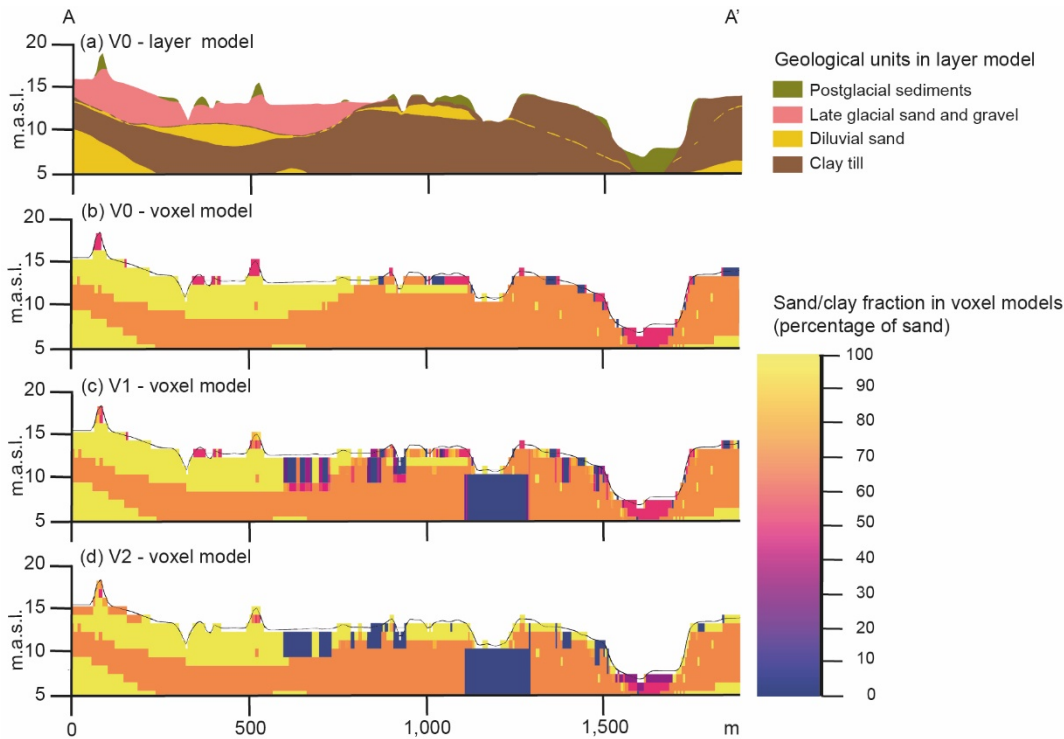 A
A'
(a) V0 - layer model
20
15
10
5
m.a.s.l.
Geological units in layer model
Postglacial sediments
Late glacial sand and gravel
Diluvial sand
Clay till
(b) V0 - voxel model
20
15
10
5
m.a.s.l.
(c) V1 - voxel model
20
15
10
5
m.a.s.l.
(d) V2 - voxel model
20
15
10
5
m.a.s.l.
0
500
1,000
1,500
m
Sand/clay fraction in voxel models
(percentage of sand)
100
90
80
70
60
50
40
30
20
10
0